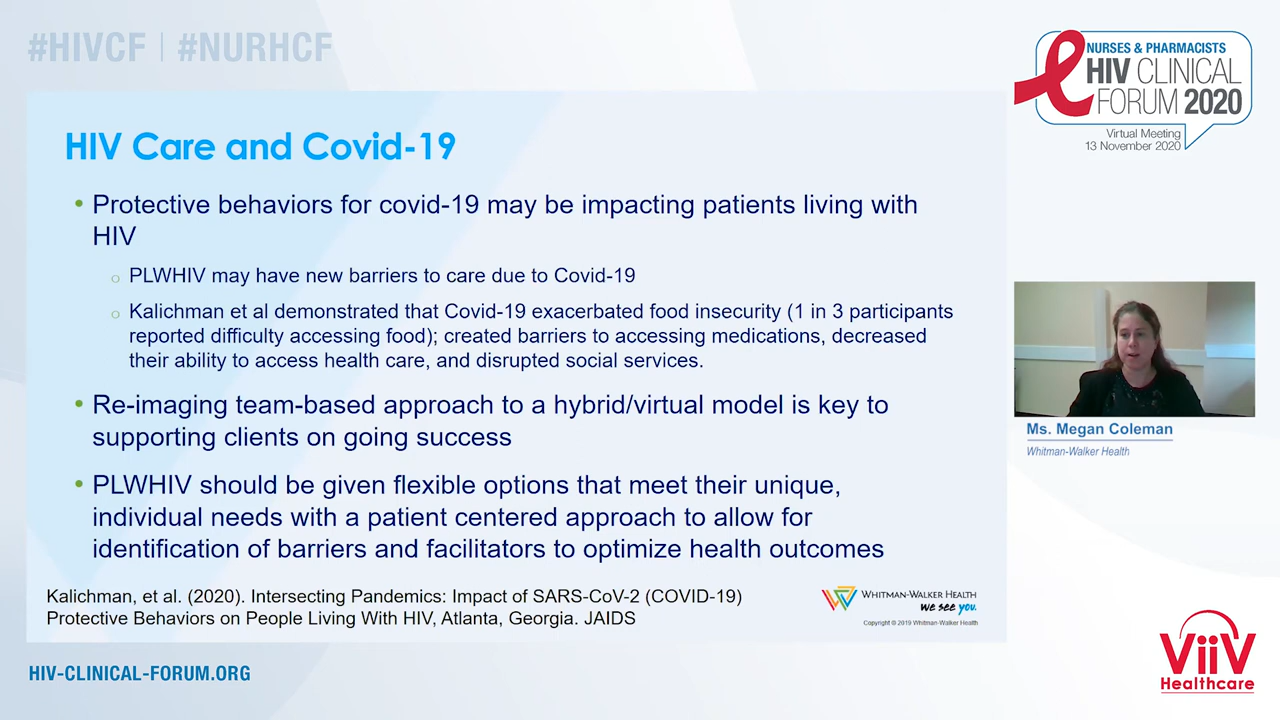 #HIVCF | #NURHCF
NURSES & PHARMACISTS
HIV CLINICAL
FORUM 2020
Virtual Meeting
13 November 2020
HIV Care and Covid-19
• Protective behaviors for covid-19 may be impacting patients living with
HIV
o PLWHIV may have new barriers to care due to Covid-19
o Kalichman et al demonstrated that Covid-19 exacerbated food insecurity (1 in 3 participants
reported difficulty accessing food); created barriers to accessing medications, decreased
their ability to access health care, and disrupted social services.
• Re-imaging team-based approach to a hybrid/virtual model is key to
supporting clients on going success
• PLWHIV should be given flexible options that meet their unique,
individual needs with a patient centered approach to allow for
identification of barriers and facilitators to optimize health outcomes
Kalichman, et al. (2020). Intersecting Pandemics: Impact of SARS-CoV-2 (COVID-19)
Protective Behaviors on People Living With HIV, Atlanta, Georgia. JAIDS
WHITMAN-WALKER HEALTH
we see you.
Copyright © 2019 Whitman-Walker Health
Ms. Megan Coleman
Whitman-Walker Health
HIV-CLINICAL-FORUM.ORG
ViiV
Healthcare